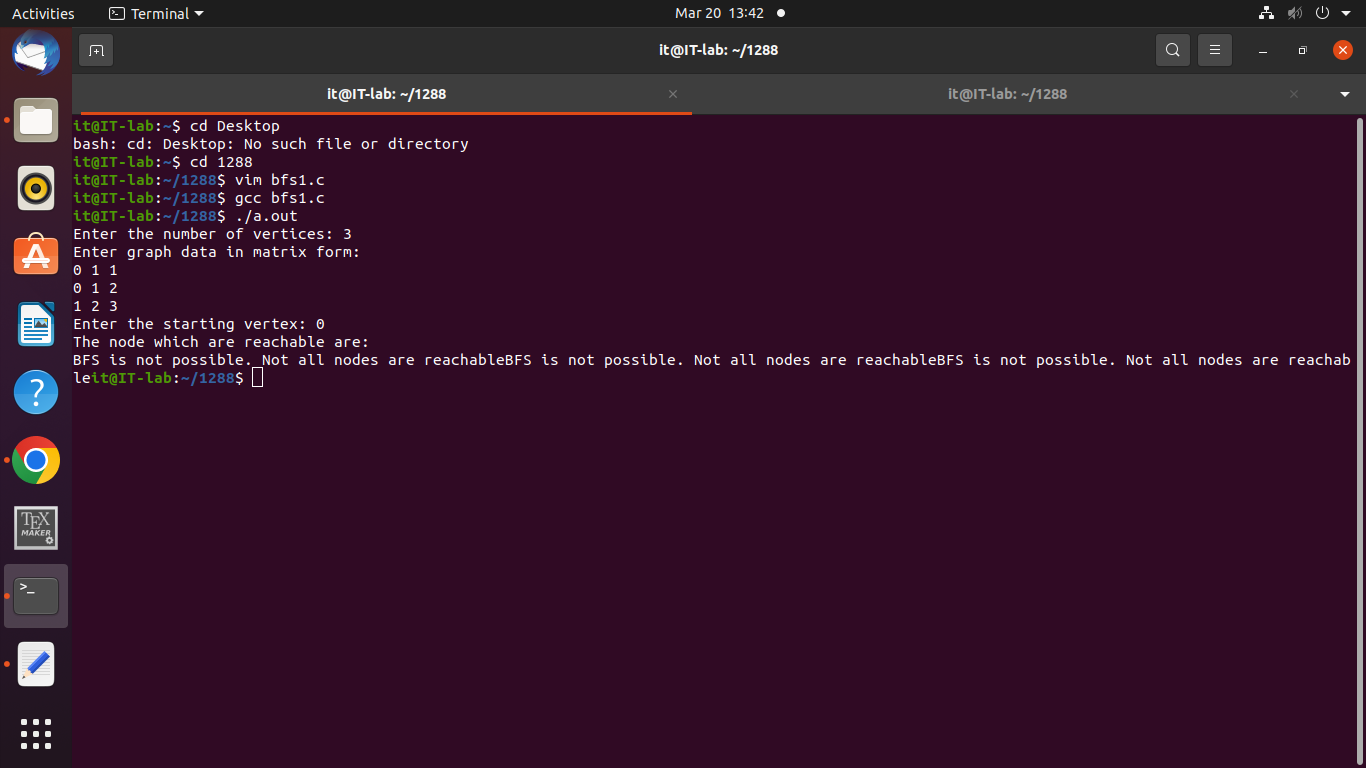 Activities Terminal Mar 20 13:42
it@IT-lab: ~/1288
it@IT-lab: ~/1288 it@IT-lab: ~/1288
it@IT-lab:~$ cd Desktop
bash: cd: Desktop: No such file or directory
it@IT-lab:~$ cd 1288
it@IT-lab:~/1288$ vim bfs1.c
it@IT-lab:~/1288$ gcc bfs1.c
it@IT-lab:~/1288$ ./a.out
Enter the number of vertices: 3
Enter graph data in matrix form:
0 1 1
0 1 2
1 2 3
Enter the starting vertex: 0
The node which are reachable are:
BFS is not possible. Not all nodes are reachableBFS is not possible. Not all nodes are reachableBFS is not possible. Not all nodes are reachab
leit@IT-lab:~/1288$
TEX
MAKER